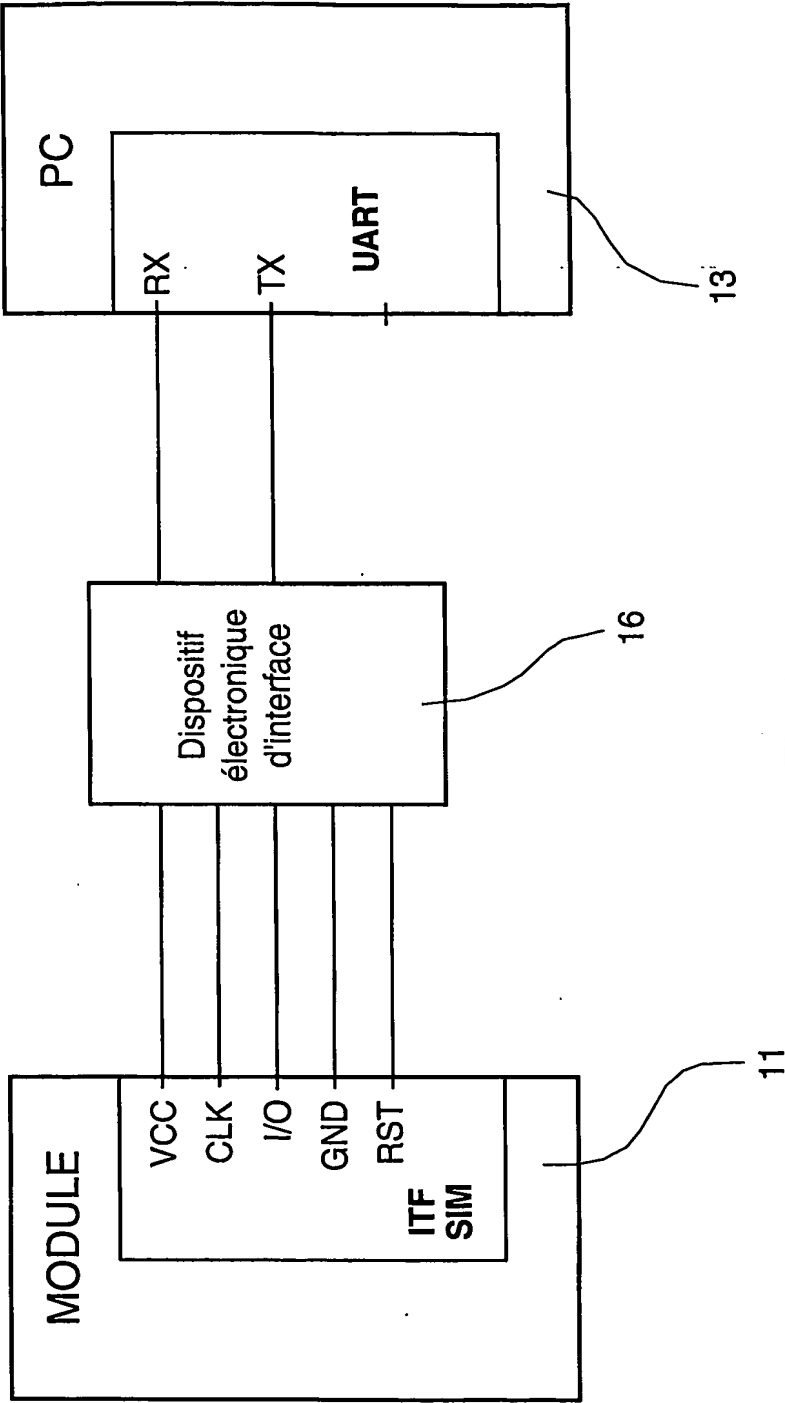 MODULE
VCC
CLK
I/O
GND
RST
ITF
SIM
11
Dispositif
électronique
d'interface
16
PC
RX
TX
UART
13